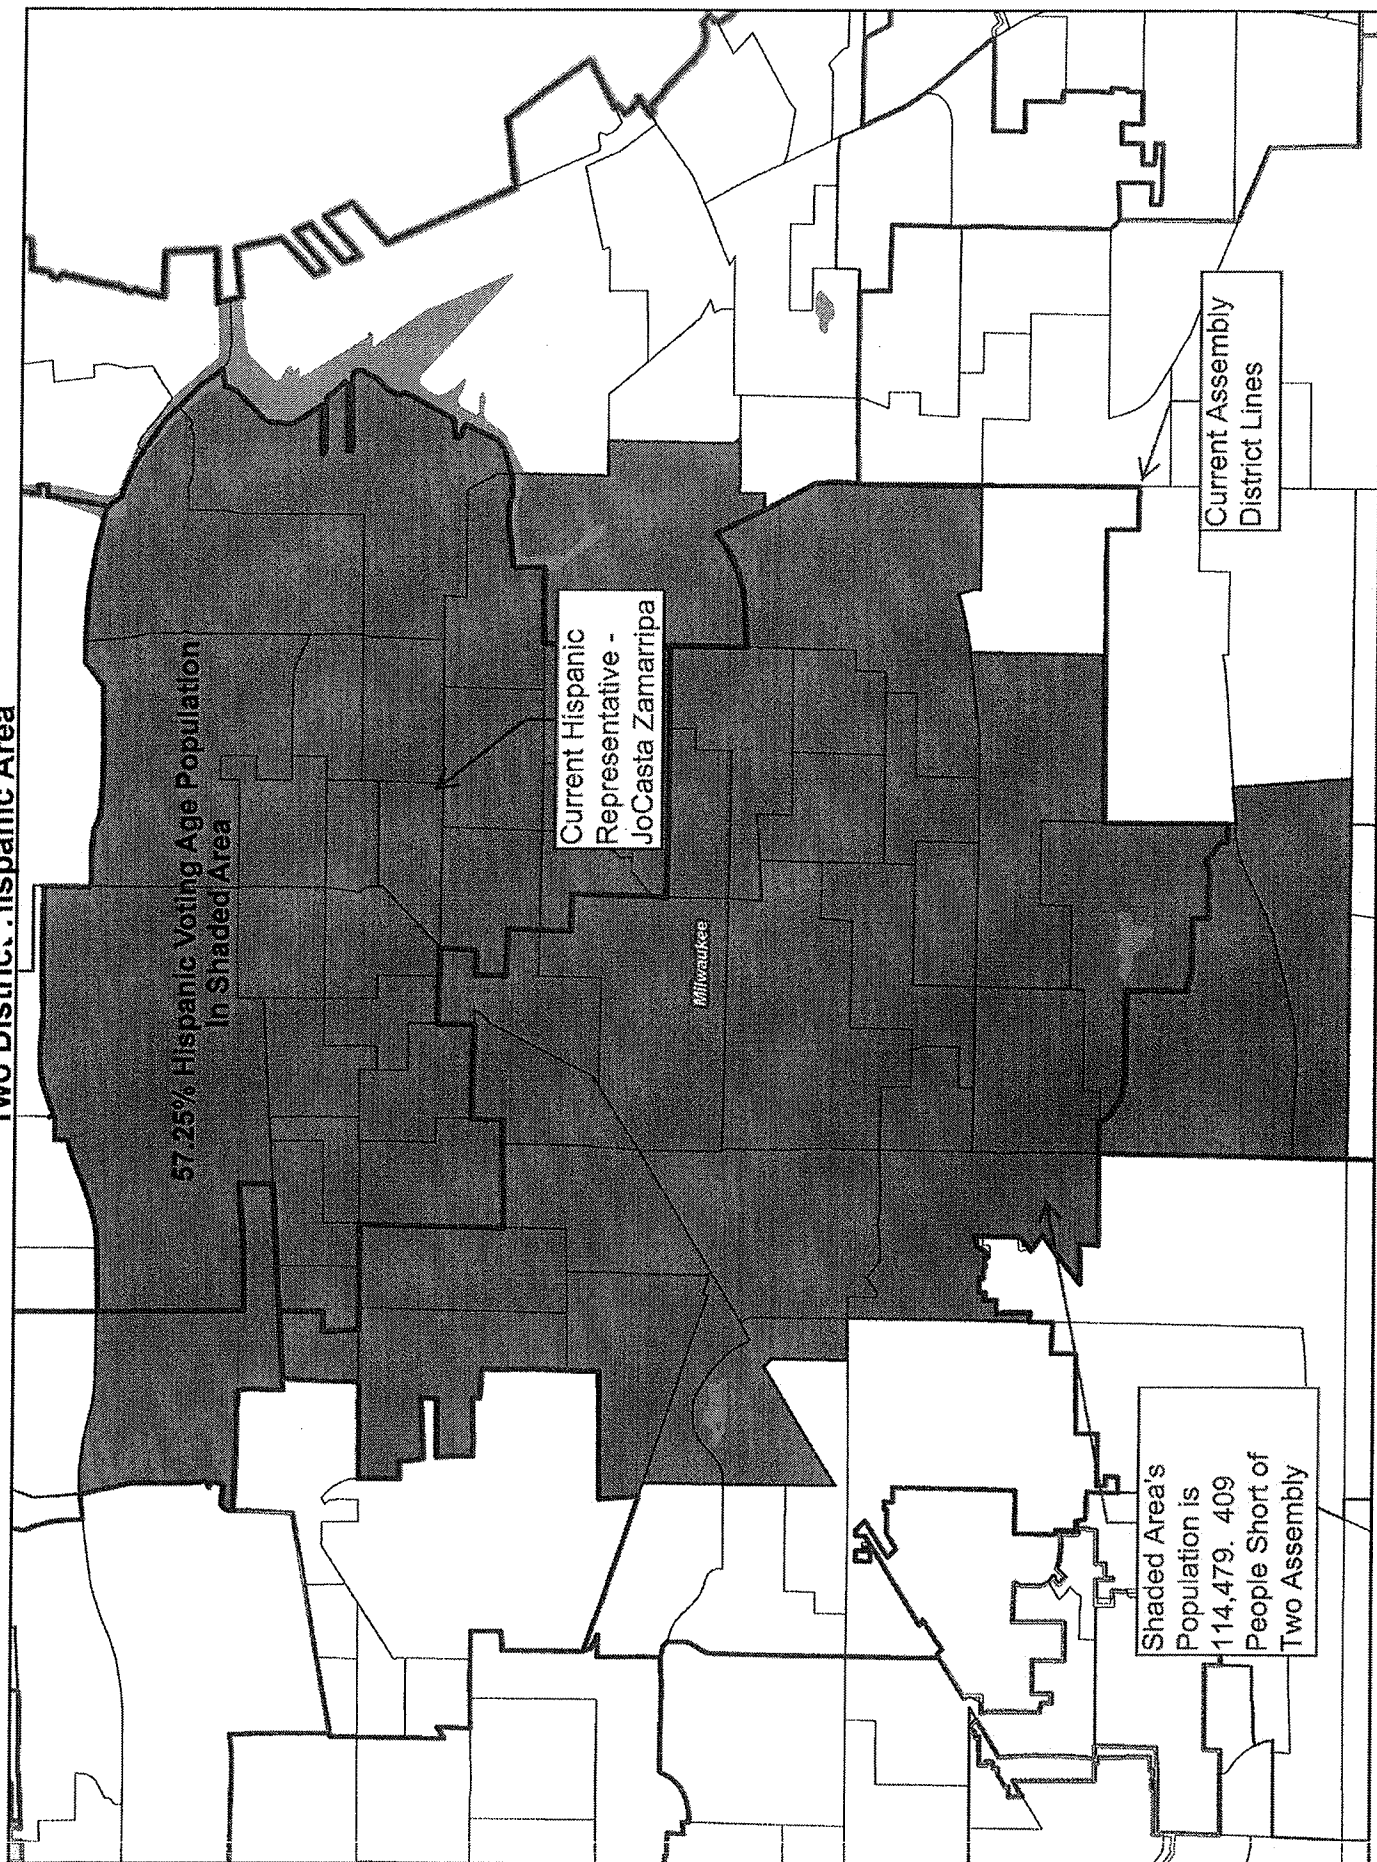 Two District Hispanic Area
57.25% Hispanic Voting Age Population
In Shaded Area
Current Hispanic
Representative -
JoCasta Zamarripa
Milwaukee
Current Assembly
District Lines
Shaded Area's
Population is
114,479. 409
People Short of
Two Assembly